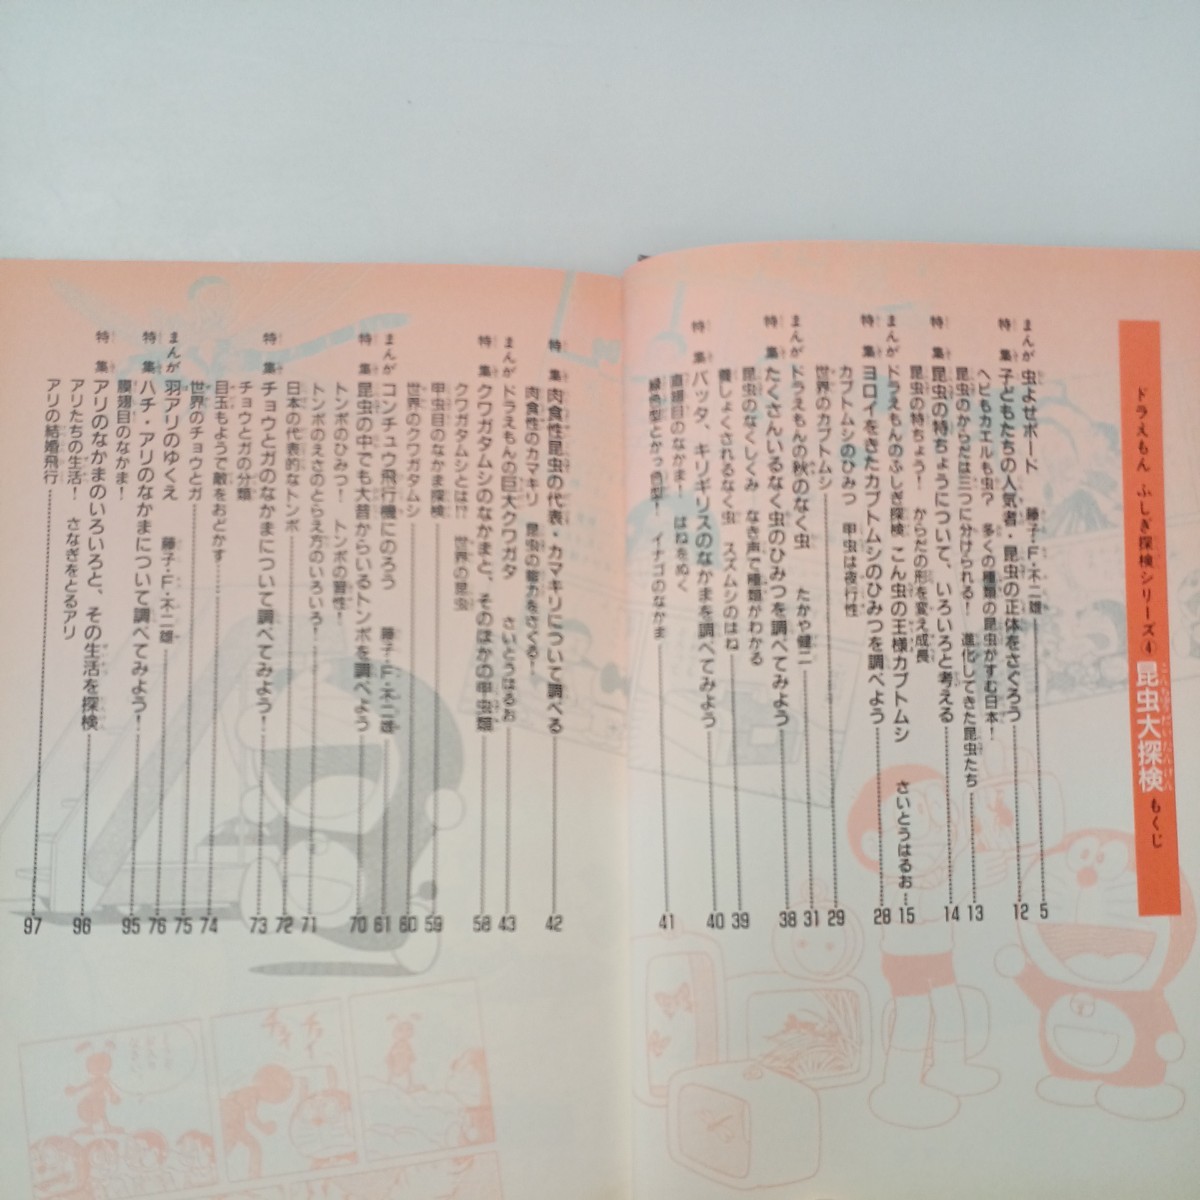 ドラえもん ふしぎ探検シリーズ④ 昆虫大探検 もくじ
まんが 虫よせボード 藤子・F・不二雄 5
特集 子どもたちの人気者・昆虫の正体をさぐろう 12
ヘビもカエルも虫? 多くの種類の昆虫がすむ日本!
昆虫のからだは三つに分けられる! 進化してきた昆虫たち 13
特集 昆虫の特ちょうについて、いろいろと考える 14
昆虫の特ちょう! からだの形を変え成長
まんが ドラえもんのふしぎ探検 こん虫の王様カブトムシ さいとうはるお 15
特集 ヨロイをきたカブトムシのひみつを調べよう 28
カブトムシのひみつ 甲虫は夜行性
世界のカブトムシ 29
まんが ドラえもんの秋のなく虫 たかや健二 31
特集 たくさんいるなく虫のひみつを調べてみよう 38
昆虫のなくしくみ なき声で種類がわかる
養しょくされるなく虫 スズムシのはね 39
特集 バッタ、キリギリスのなかまを調べてみよう 40
直翅目のなかま! はねをぬく
緑色型とかっ色型! イナゴのなかま 41
特集 肉食性昆虫の代表・カマキリについて調べる 42
肉食性のカマキリ 昆虫の能力をさぐる!
まんが ドラえもんの巨大クワガタ さいとうはるお 43
特集 クワガタムシのなかまと、そのほかの甲虫類 58
クワガタムシとは!? 世界の昆虫
甲虫目のなかま探検 59
世界のクワガタムシ 60
まんが コンチュウ飛行機にのろう 藤子・F・不二雄 61
特集 昆虫の中でも大昔からいるトンボを調べよう 70
トンボのひみつ! トンボの習性!
トンボのえさのとらえ方のいろいろ! 71
日本の代表的なトンボ 72
特集 チョウとガのなかまについて調べてみよう! 73
チョウとガの分類
目玉もようで敵をおどかす 74
世界のチョウとガ 75
まんが 羽アリのゆくえ 藤子・F・不二雄 76
特集 ハチ・アリのなかまについて調べてみよう! 95
膜翅目のなかま!
特集 アリのなかまのいろいろと、その生活を探検 96
アリたちの生活! さなぎをとるアリ
アリの結婚飛行 97